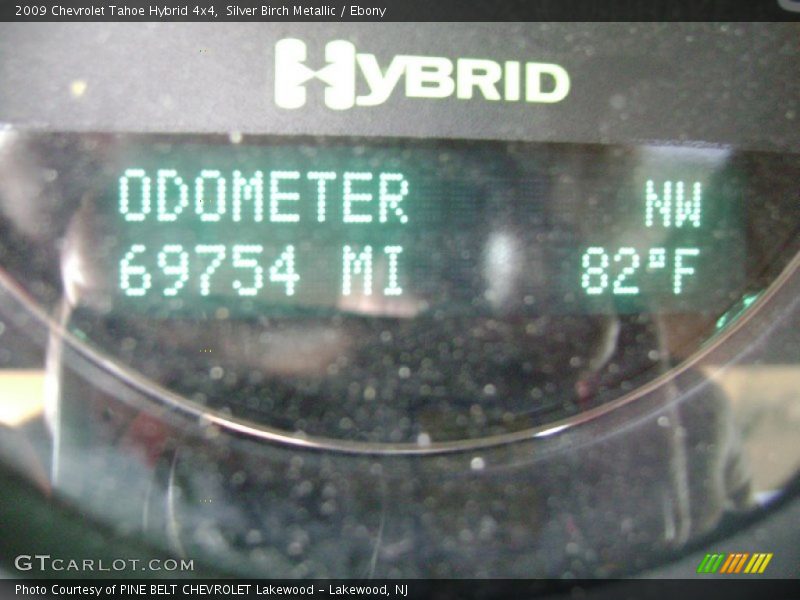 2009 Chevrolet Tahoe Hybrid 4x4, Silver Birch Metallic / Ebony
HYBRID
ODOMETER NW
69754 MI 82°F
GTCARLOT.COM
Photo Courtesy of PINE BELT CHEVROLET Lakewood - Lakewood, NJ